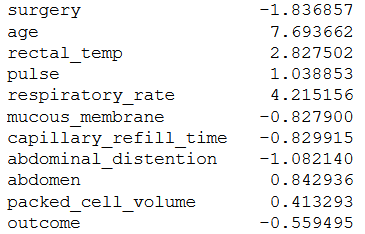 surgery -1.836857
age 7.693662
rectal_temp 2.827502
pulse 1.038853
respiratory_rate 4.215156
mucous_membrane -0.827900
capillary_refill_time -0.829915
abdominal_distention -1.082140
abdomen 0.842936
packed_cell_volume 0.413293
outcome -0.559495